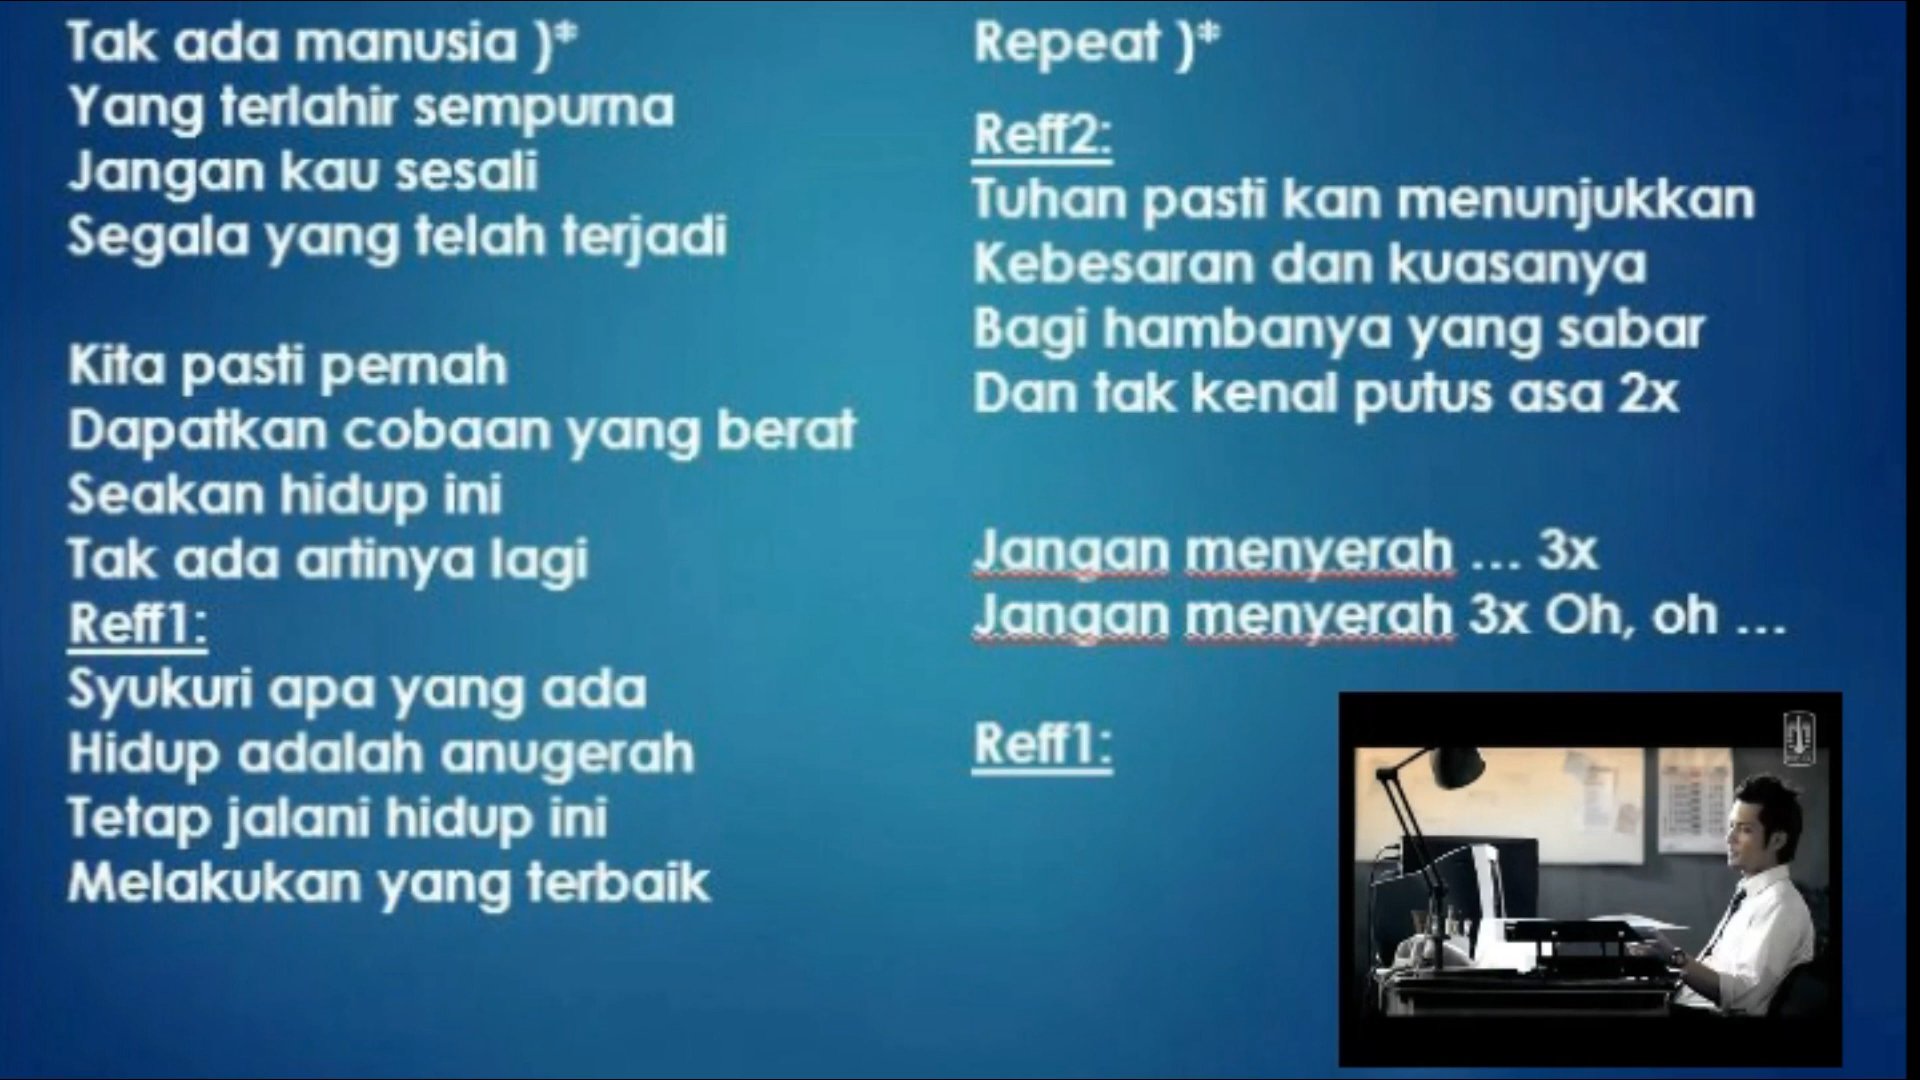 Tak ada manusia )*
Yang terlahir sempurna
Jangan kau sesali
Segala yang telah terjadi
Kita pasti pernah
Dapatkan cobaan yang berat
Seakan hidup ini
Tak ada artinya lagi
Reff1:
Syukuri apa yang ada
Hidup adalah anugerah
Tetap jalani hidup ini
Melakukan yang terbaik
Repeat )*
Reff2:
Tuhan pasti kan menunjukkan
Kebesaran dan kuasanya
Bagi hambanya yang sabar
Dan tak kenal putus asa 2x
Jangan menyerah ... 3x
Jangan menyerah 3x Oh, oh ...
Reff1: